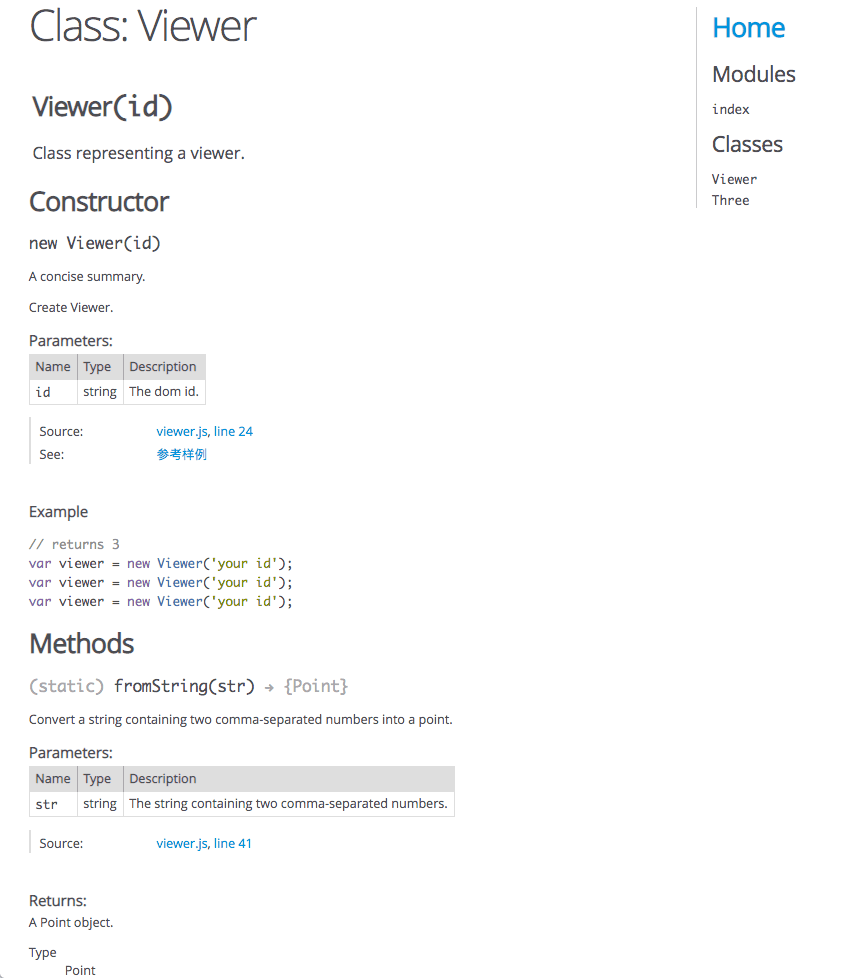 Class: Viewer
Viewer(id)
Class representing a viewer.
Constructor
new Viewer(id)
A concise summary.
Create Viewer.
Parameters:
Name Type Description
id string The dom id.
Source: viewer.js, line 24
See: 参考样例
Example
// returns 3
var viewer = new Viewer('your id');
var viewer = new Viewer('your id');
var viewer = new Viewer('your id');
Methods
(static) fromString(str) → {Point}
Convert a string containing two comma-separated numbers into a point.
Parameters:
Name Type Description
str string The string containing two comma-separated numbers.
Source: viewer.js, line 41
Returns:
A Point object.
Type
Point
Home
Modules
index
Classes
Viewer
Three